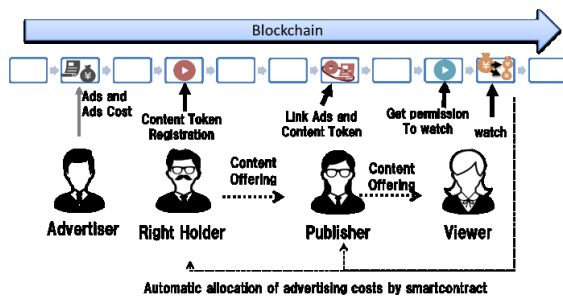 Blockchain
Ads and
Ads Cost
Content Token
Registration
Link Ads and
Content Token
Get permission
To watch
watch
Content
Offering
Content
Offering
Advertiser
Right Holder
Publisher
Viewer
Automatic allocation of advertising costs by smartcontract